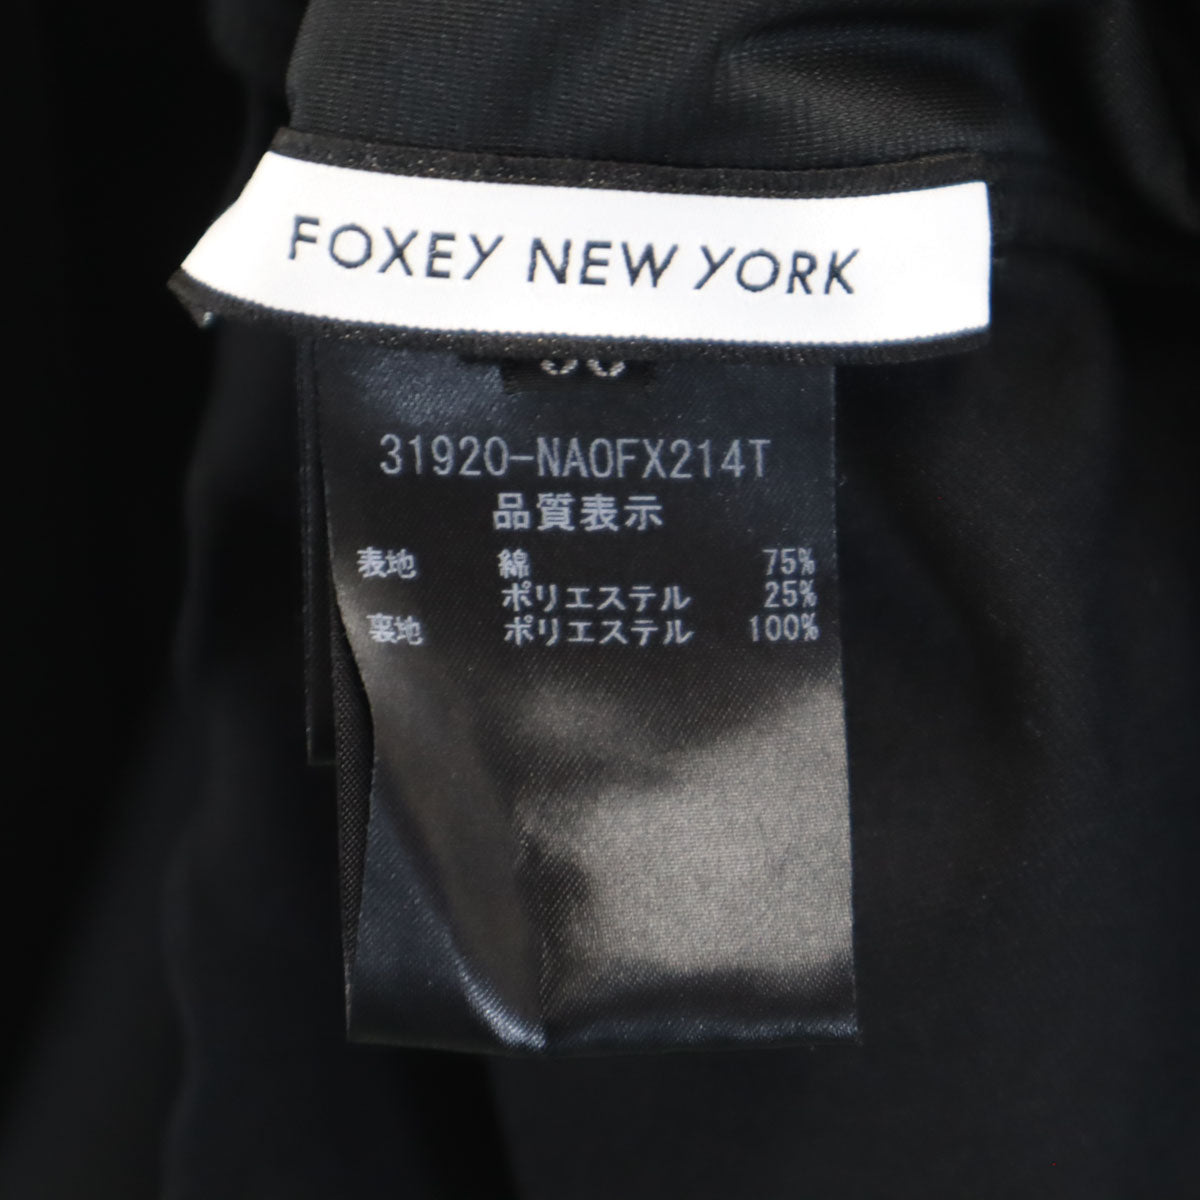 FOXEY NEW YORK
31920-NAOFX214T
品質表示
表地 綿 75%
ポリエステル 25%
裏地 ポリエステル 100%